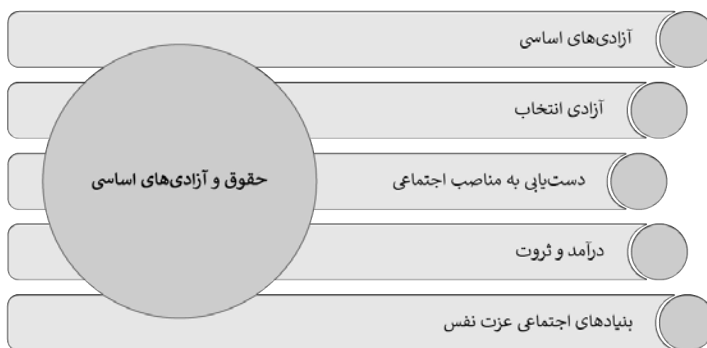 آزادی‌های اساسی
آزادی انتخاب
حقوق و آزادی‌های اساسی
دست‌یابی به مناصب اجتماعی
درآمد و ثروت
بنیادهای اجتماعی عزت نفس